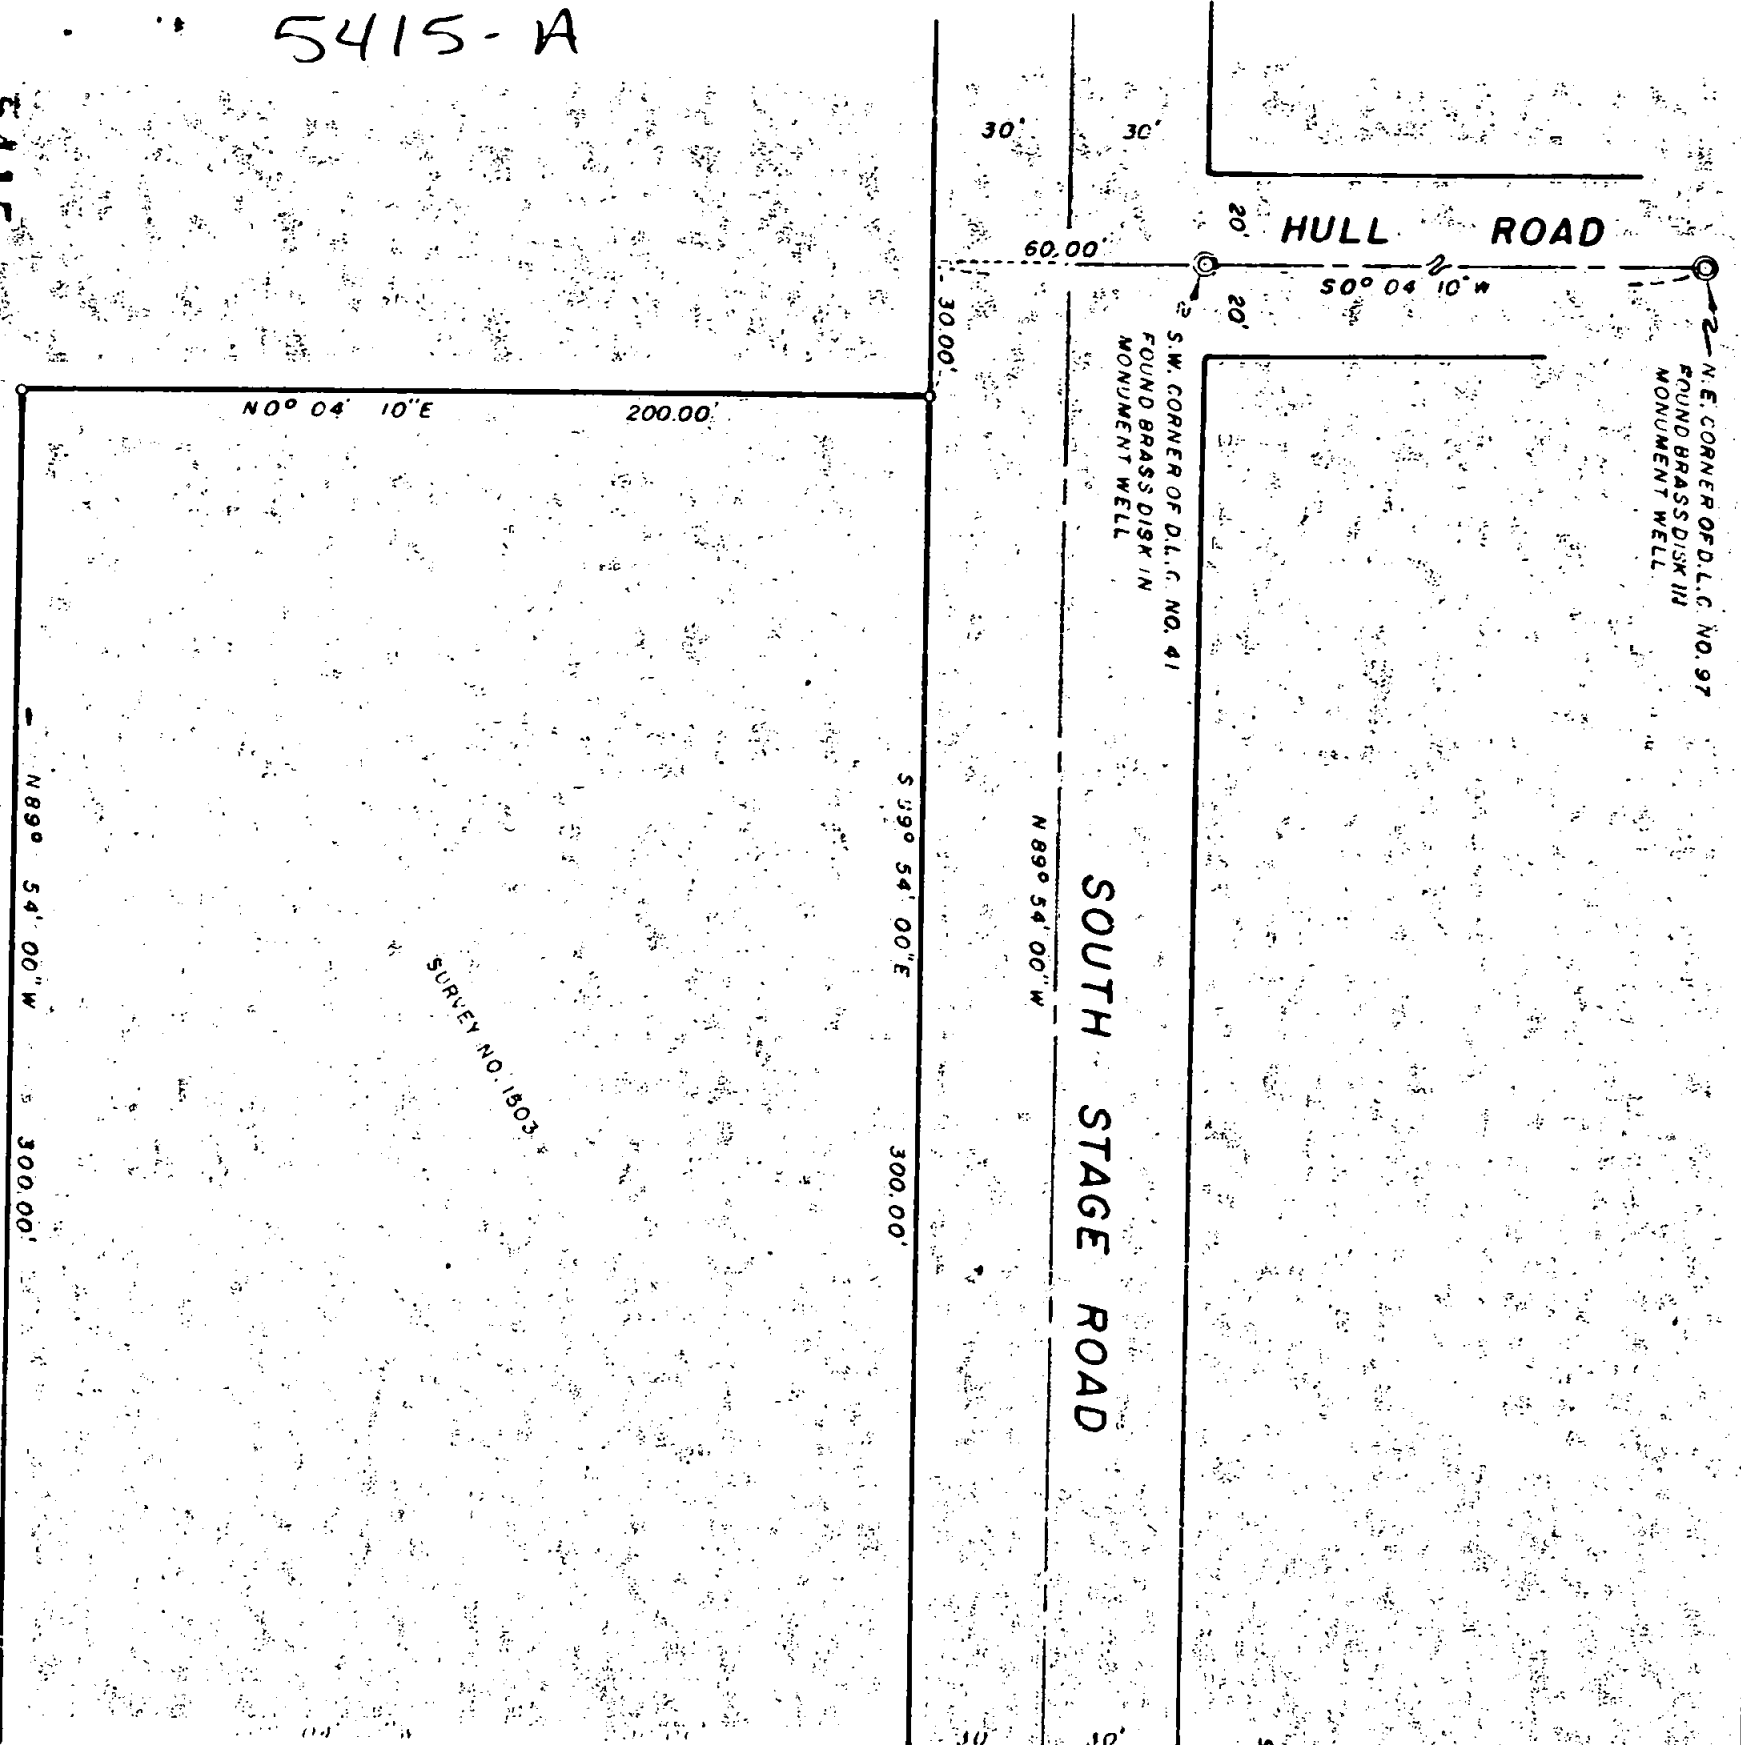 5415-A
30'
30'
20'
HULL ROAD
60.00'
S0° 04' 10" W
20'
30.00'
S.W. CORNER OF D.L.C. NO. 41
FOUND BRASS DISK IN
MONUMENT WELL
N.E. CORNER OF D.L.C. NO. 97
FOUND BRASS DISK IN
MONUMENT WELL
N0° 04' 10"E
200.00'
N 89° 54' 00" W
300.00'
SURVEY NO. 1503
S 89° 54' 00"E
300.00'
N 89° 54' 00" W
SOUTH STAGE ROAD
30'
30'